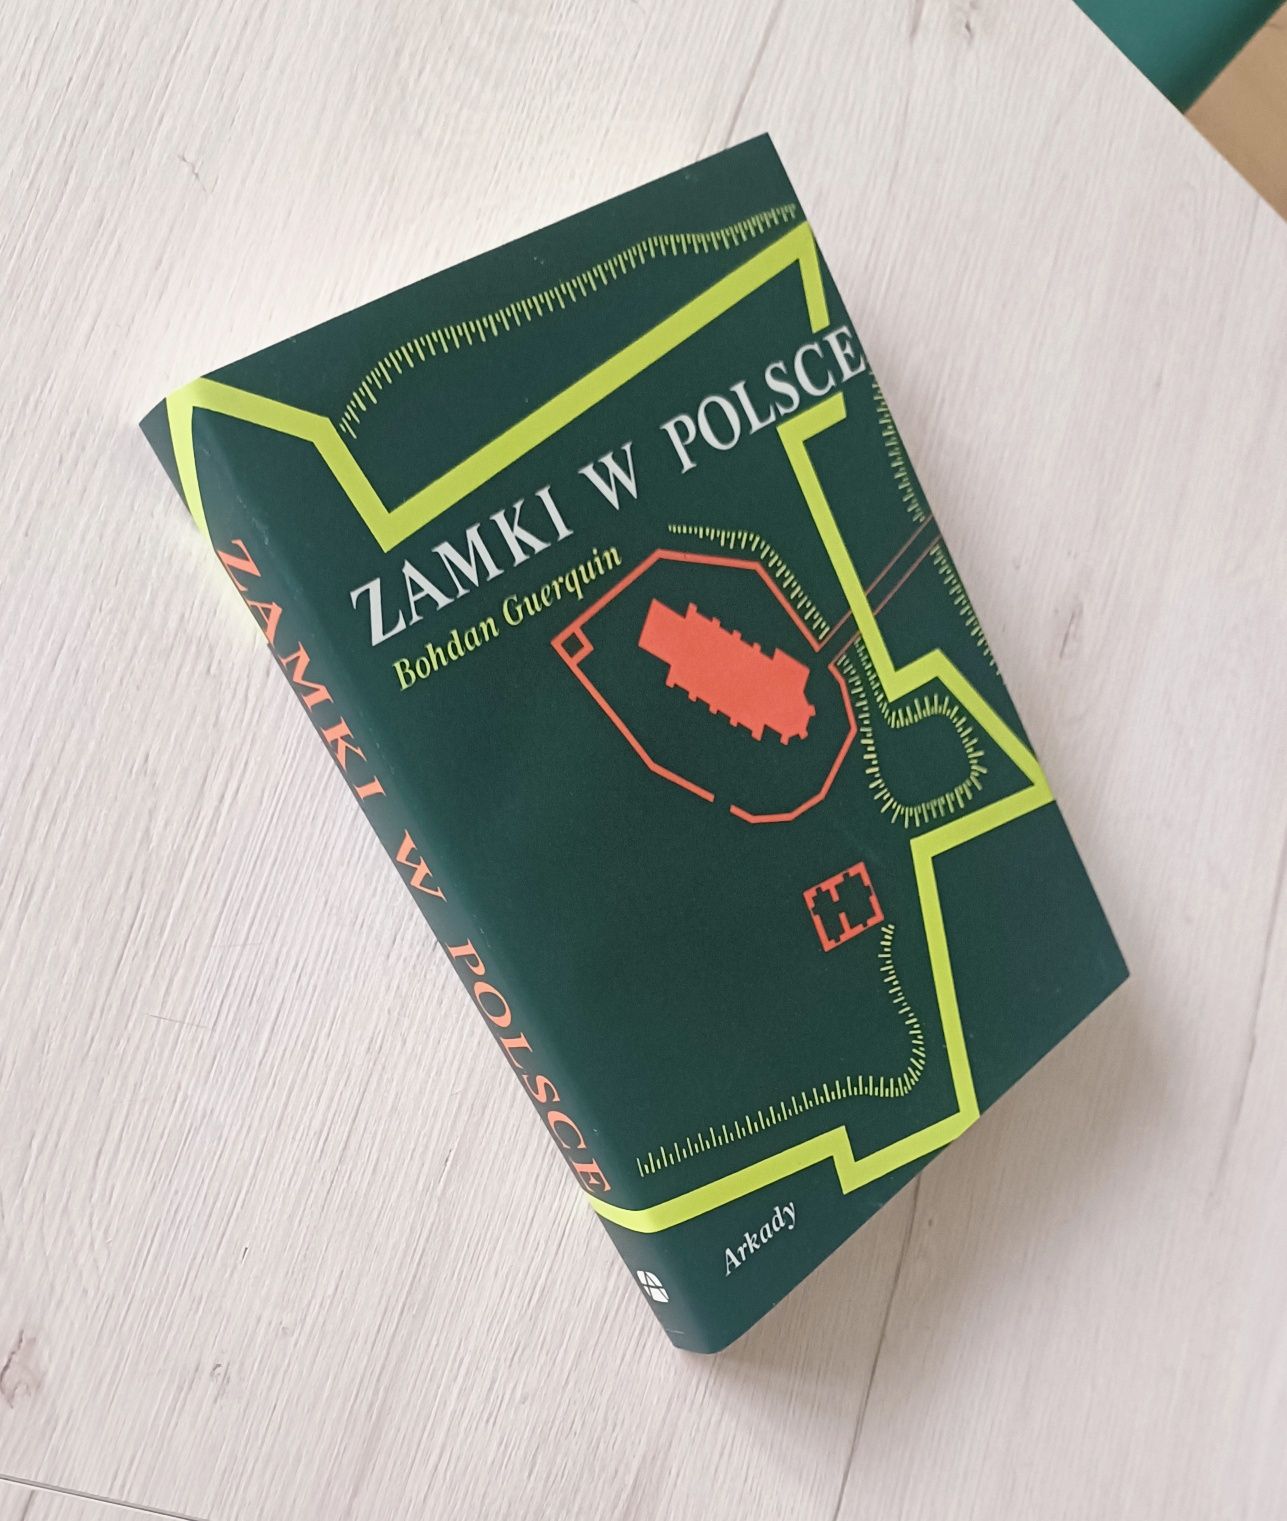 ZAMKI W POLSCE
Bohdan Guerquin
Arkady
ZAMKI W POLSCE